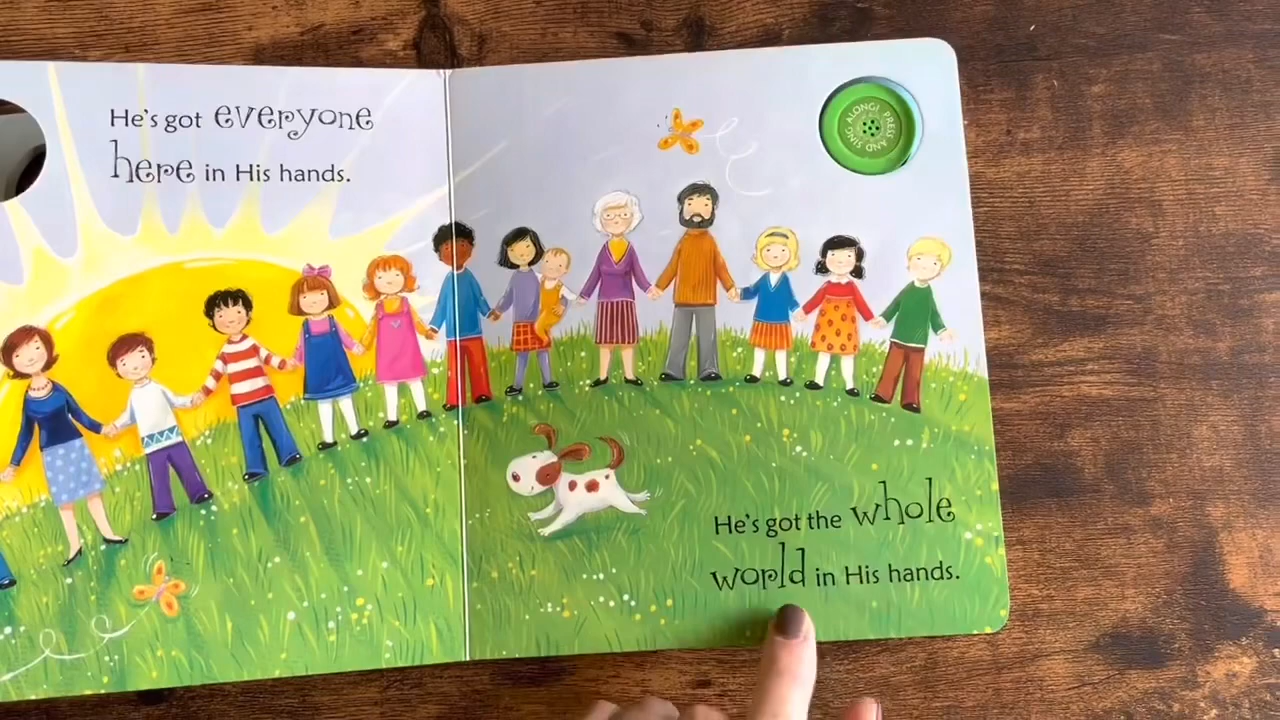 He's got everyone
here in His hands.
PRESS AND SING ALONG!
He's got the whole
world in His hands.